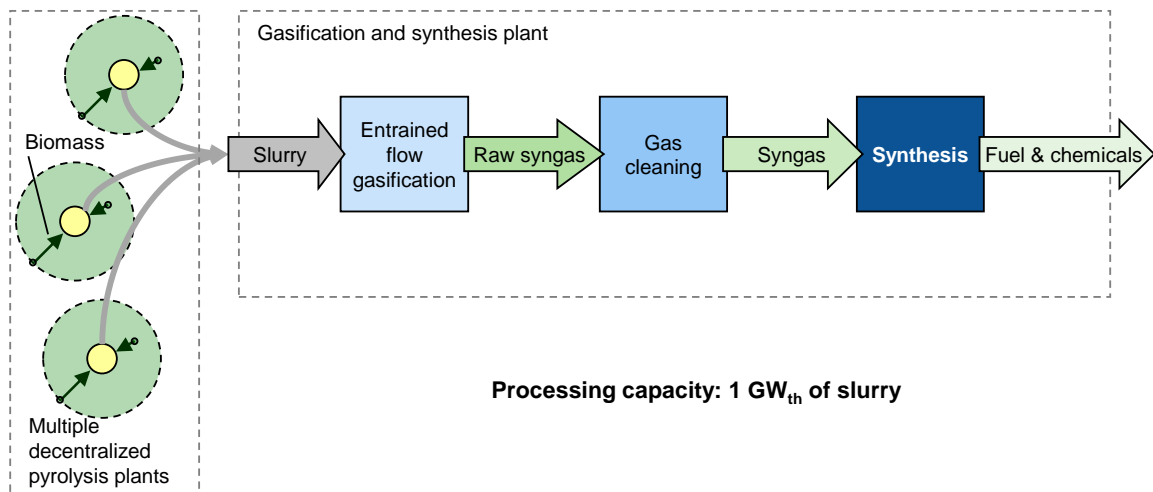 Gasification and synthesis plant
Biomass
Slurry
Entrained
flow
gasification
Raw syngas
Gas
cleaning
Syngas
Synthesis
Fuel & chemicals
Multiple
decentralized
pyrolysis plants
Processing capacity: 1 GWth of slurry